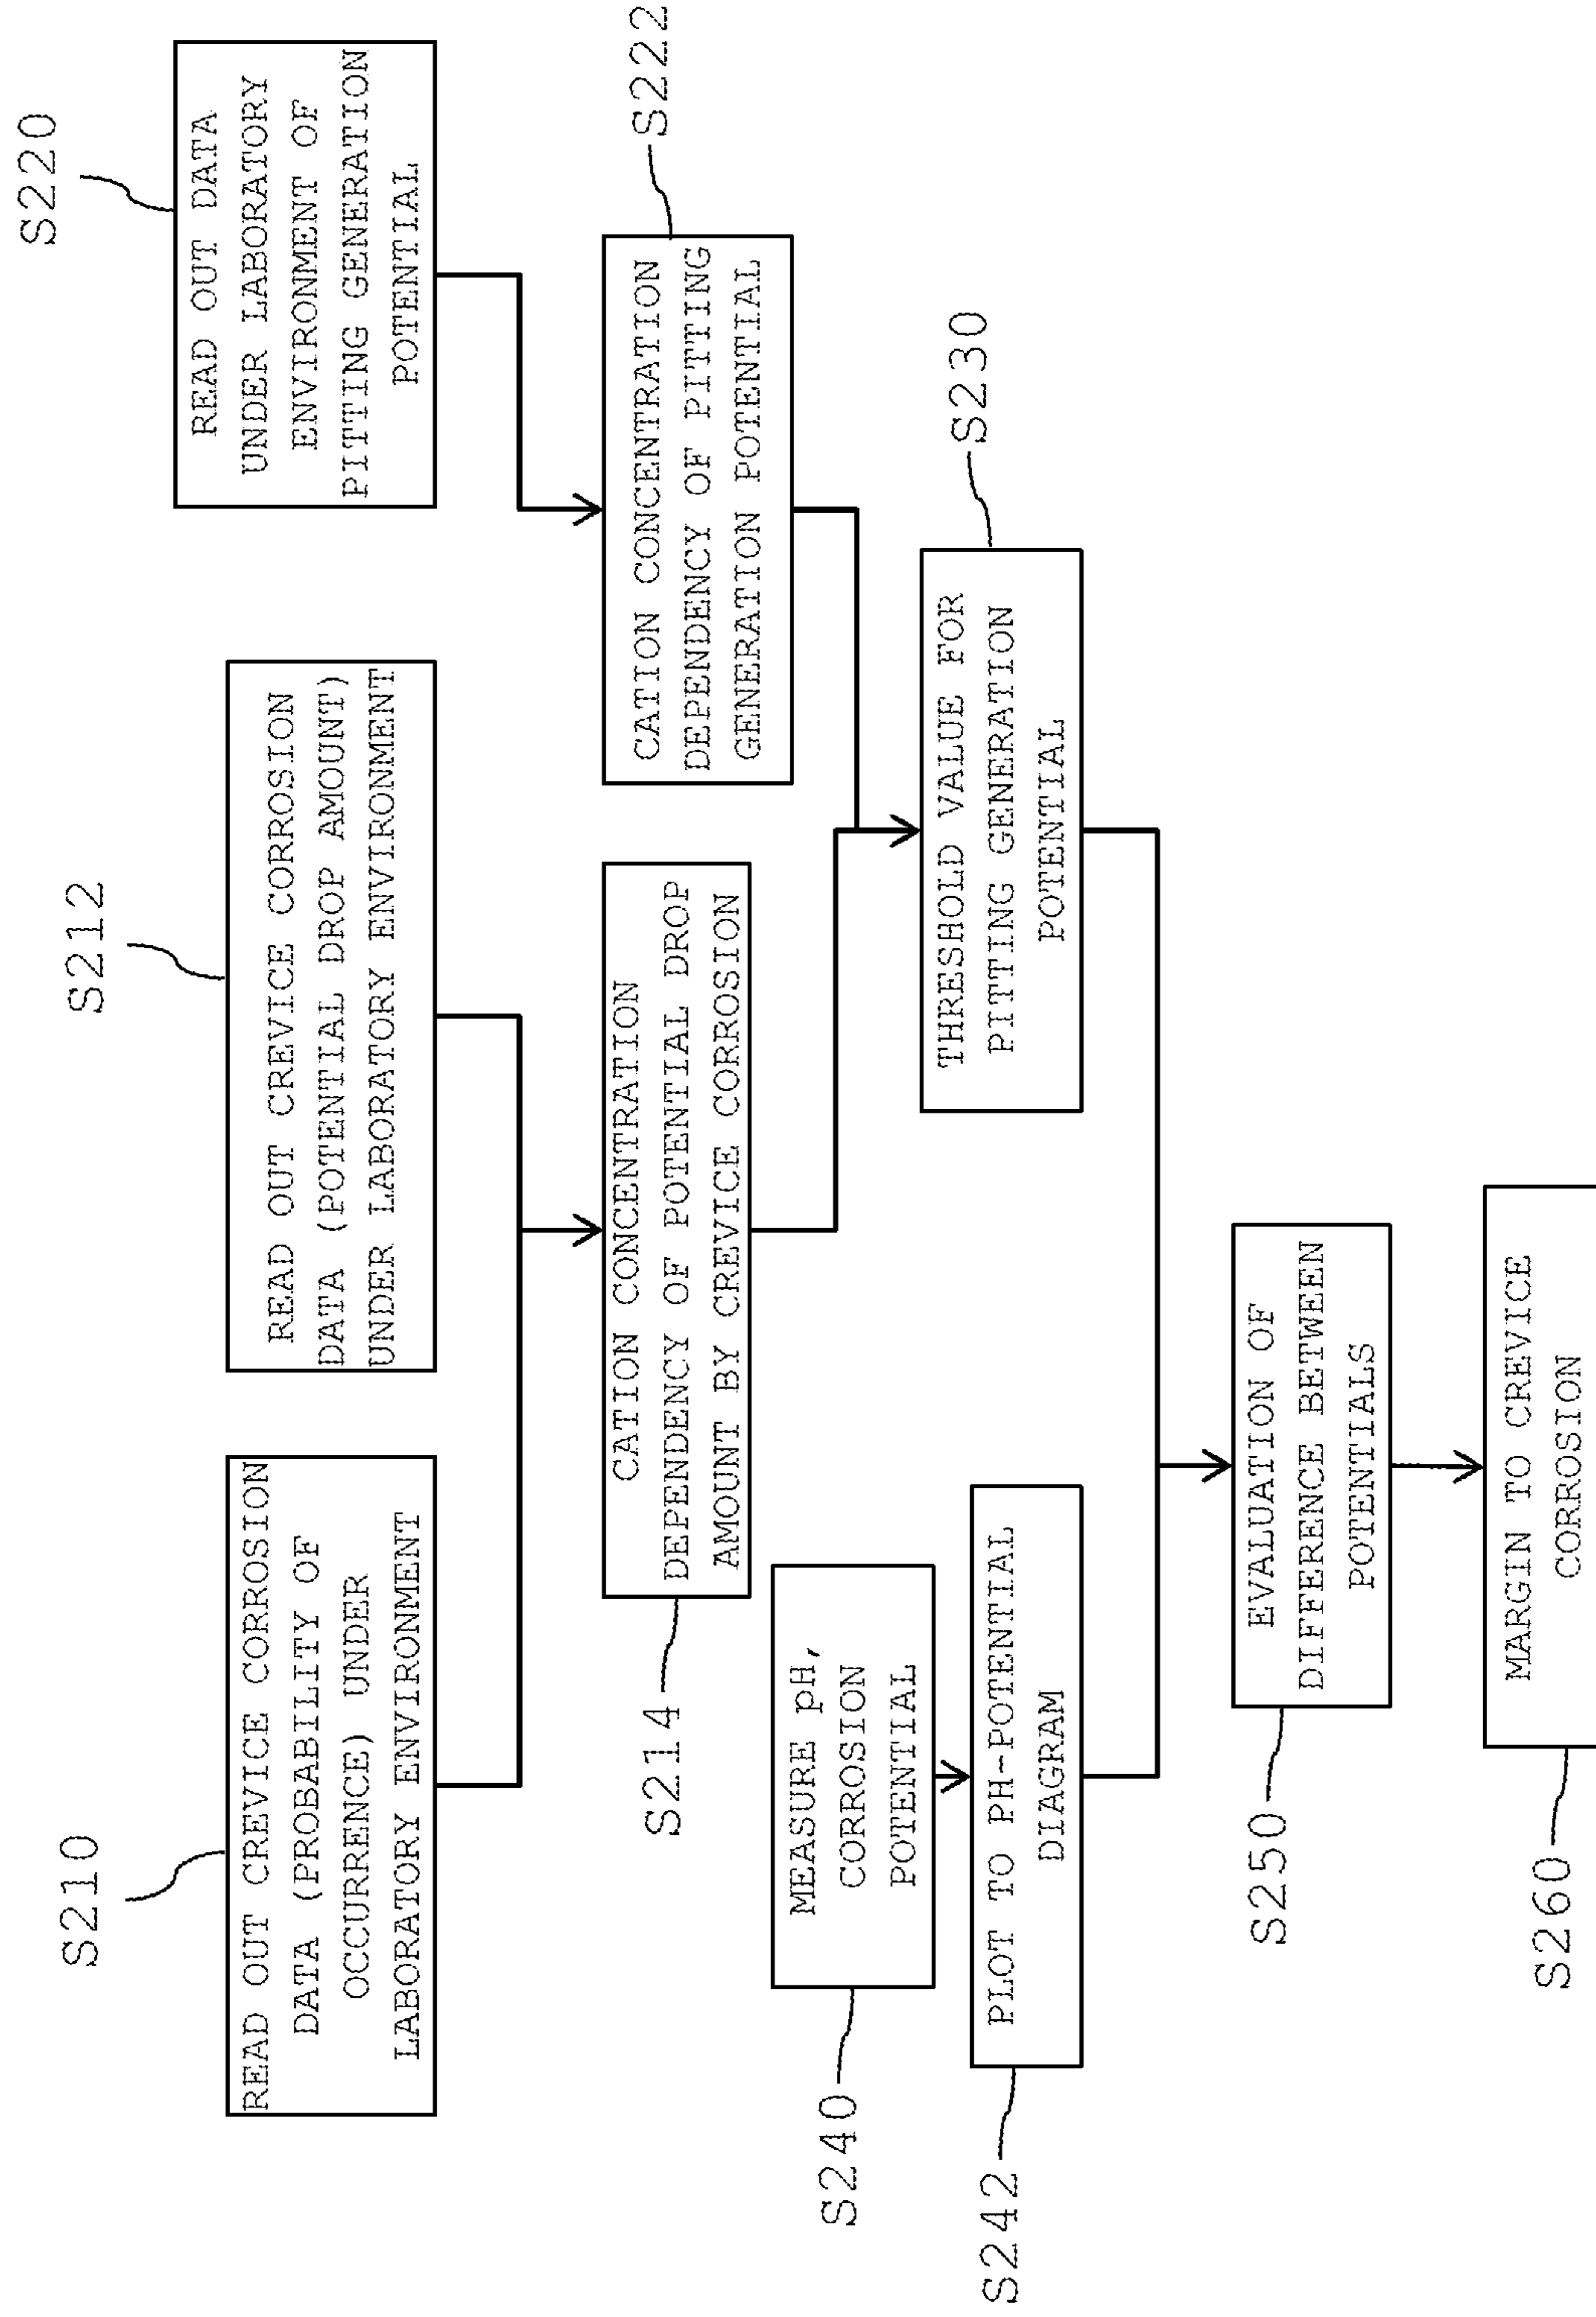 S210
READ OUT CREVICE CORROSION
DATA (PROBABILITY OF
OCCURRENCE) UNDER
LABORATORY ENVIRONMENT
S212
READ OUT CREVICE CORROSION
DATA (POTENTIAL DROP AMOUNT)
UNDER LABORATORY ENVIRONMENT
S220
READ OUT DATA
UNDER LABORATORY
ENVIRONMENT OF
PITTING GENERATION
POTENTIAL
S214
CATION CONCENTRATION
DEPENDENCY OF POTENTIAL DROP
AMOUNT BY CREVICE CORROSION
S222
CATION CONCENTRATION
DEPENDENCY OF PITTING
GENERATION POTENTIAL
S240
MEASURE pH,
CORROSION
POTENTIAL
S230
THRESHOLD VALUE FOR
PITTING GENERATION
POTENTIAL
S242
PLOT TO PH-POTENTIAL
DIAGRAM
S250
EVALUATION OF
DIFFERENCE BETWEEN
POTENTIALS
S260
MARGIN TO CREVICE
CORROSION